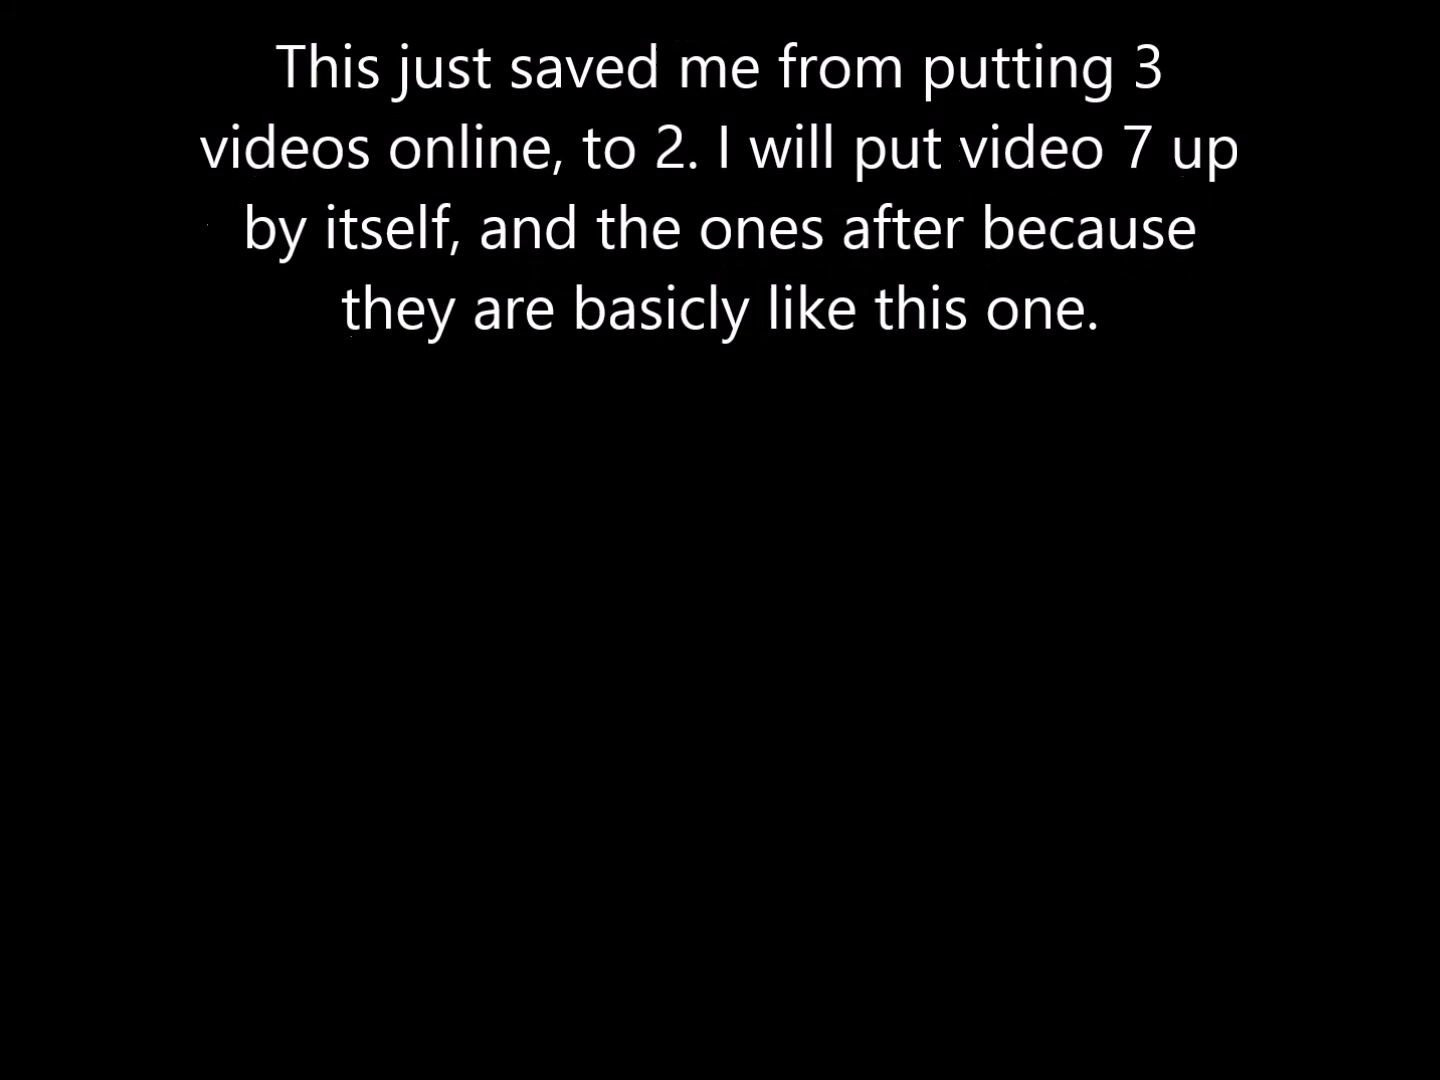 This just saved me from putting 3
videos online, to 2. I will put video 7 up
by itself, and the ones after because
they are basicly like this one.